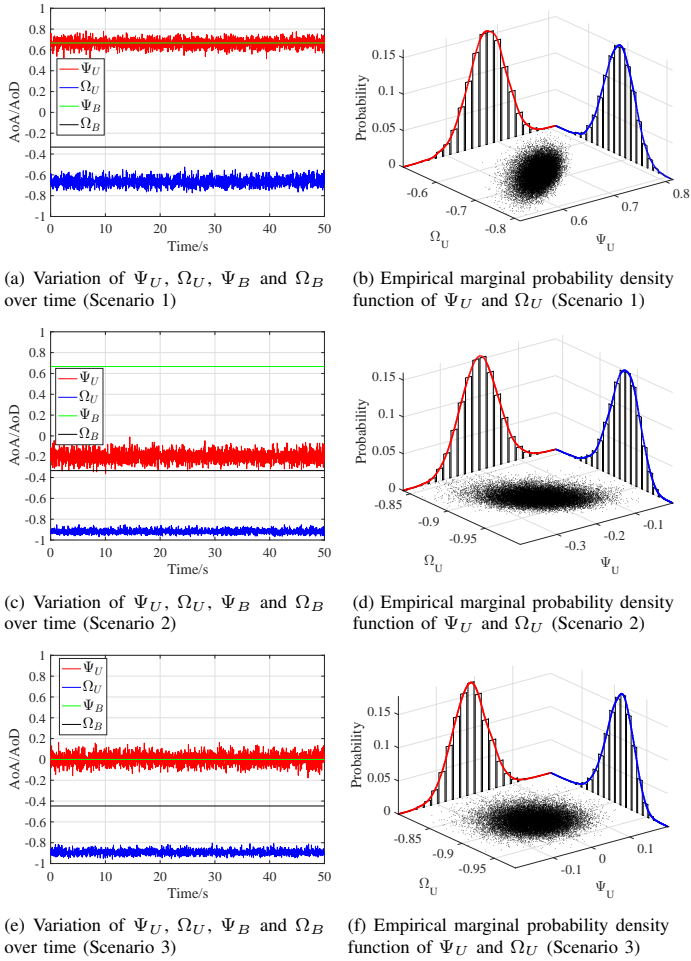 1
0.8
0.6
0.4
0.2
0
-0.2
-0.4
-0.6
-0.8
-1
AoA/AoD
Ψ_U
Ω_U
Ψ_B
Ω_B
0 10 20 30 40 50
Time/s
0.15
0.1
0.05
0
Probability
-0.6
-0.7
-0.8
Ω_U
0.6
0.7
0.8
Ψ_U
(a) Variation of Ψ_U, Ω_U, Ψ_B and Ω_B
over time (Scenario 1)
(b) Empirical marginal probability density
function of Ψ_U and Ω_U (Scenario 1)
1
0.8
0.6
0.4
0.2
0
-0.2
-0.4
-0.6
-0.8
-1
AoA/AoD
Ψ_U
Ω_U
Ψ_B
Ω_B
0 10 20 30 40 50
Time/s
0.15
0.1
0.05
0
Probability
-0.85
-0.9
-0.95
Ω_U
-0.3
-0.2
-0.1
Ψ_U
(c) Variation of Ψ_U, Ω_U, Ψ_B and Ω_B
over time (Scenario 2)
(d) Empirical marginal probability density
function of Ψ_U and Ω_U (Scenario 2)
1
0.8
0.6
0.4
0.2
0
-0.2
-0.4
-0.6
-0.8
-1
AoA/AoD
Ψ_U
Ω_U
Ψ_B
Ω_B
0 10 20 30 40 50
Time/s
0.15
0.1
0.05
0
Probability
-0.85
-0.9
-0.95
Ω_U
-0.1
0
0.1
Ψ_U
(e) Variation of Ψ_U, Ω_U, Ψ_B and Ω_B
over time (Scenario 3)
(f) Empirical marginal probability density
function of Ψ_U and Ω_U (Scenario 3)